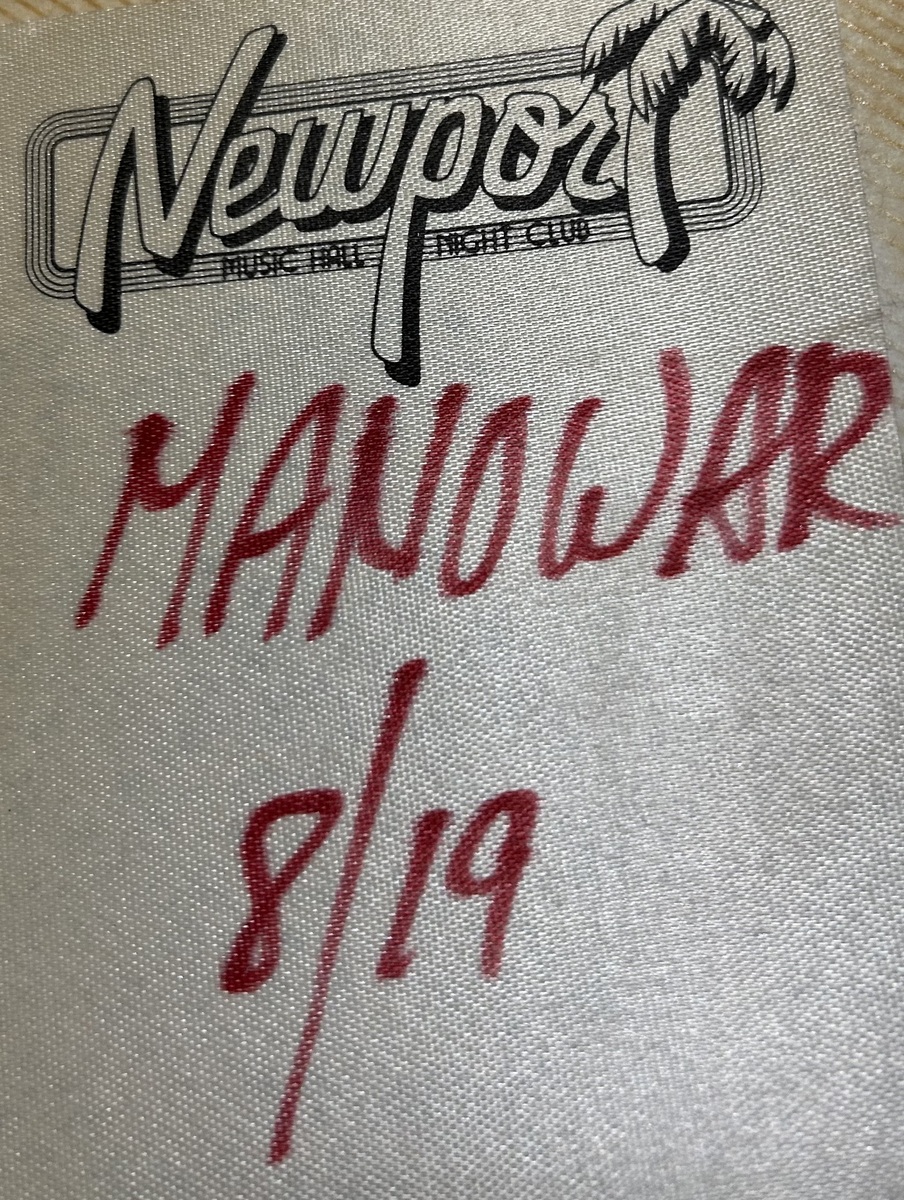 Newport
MUSIC HALL NIGHT CLUB
MANOWAR
8/19